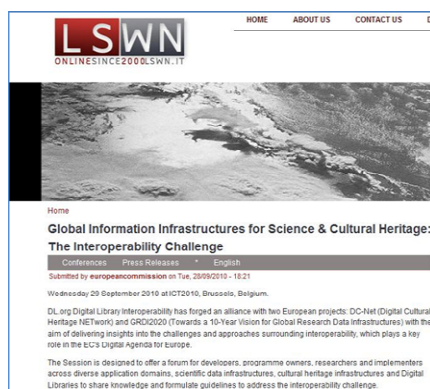 HOME ABOUT US CONTACT US
LSWN
ONLINESINCE2000LSWN.IT
Home
Global Information Infrastructures for Science & Cultural Heritage:
The Interoperability Challenge
Conferences Press Releases * English
Submitted by europeancommission on Tue, 28/09/2010 - 18:21
Wednesday 29 September 2010 at ICT2010, Brussels, Belgium.
DL.org Digital Library Interoperability has forged an alliance with two European projects: DC-Net (Digital Cultural
Heritage NETwork) and GRDI2020 (Towards a 10-Year Vision for Global Research Data Infrastructures) with the
aim of delivering insights into the challenges and approaches surrounding interoperability, which plays a key
role in the EC'S Digital Agenda for Europe.
The Session is designed to offer a forum for developers, programme owners, researchers and implementers
across diverse application domains, scientific data infrastructures, cultural heritage infrastructures and Digital
Libraries to share knowledge and formulate guidelines to address the interoperability challenge.